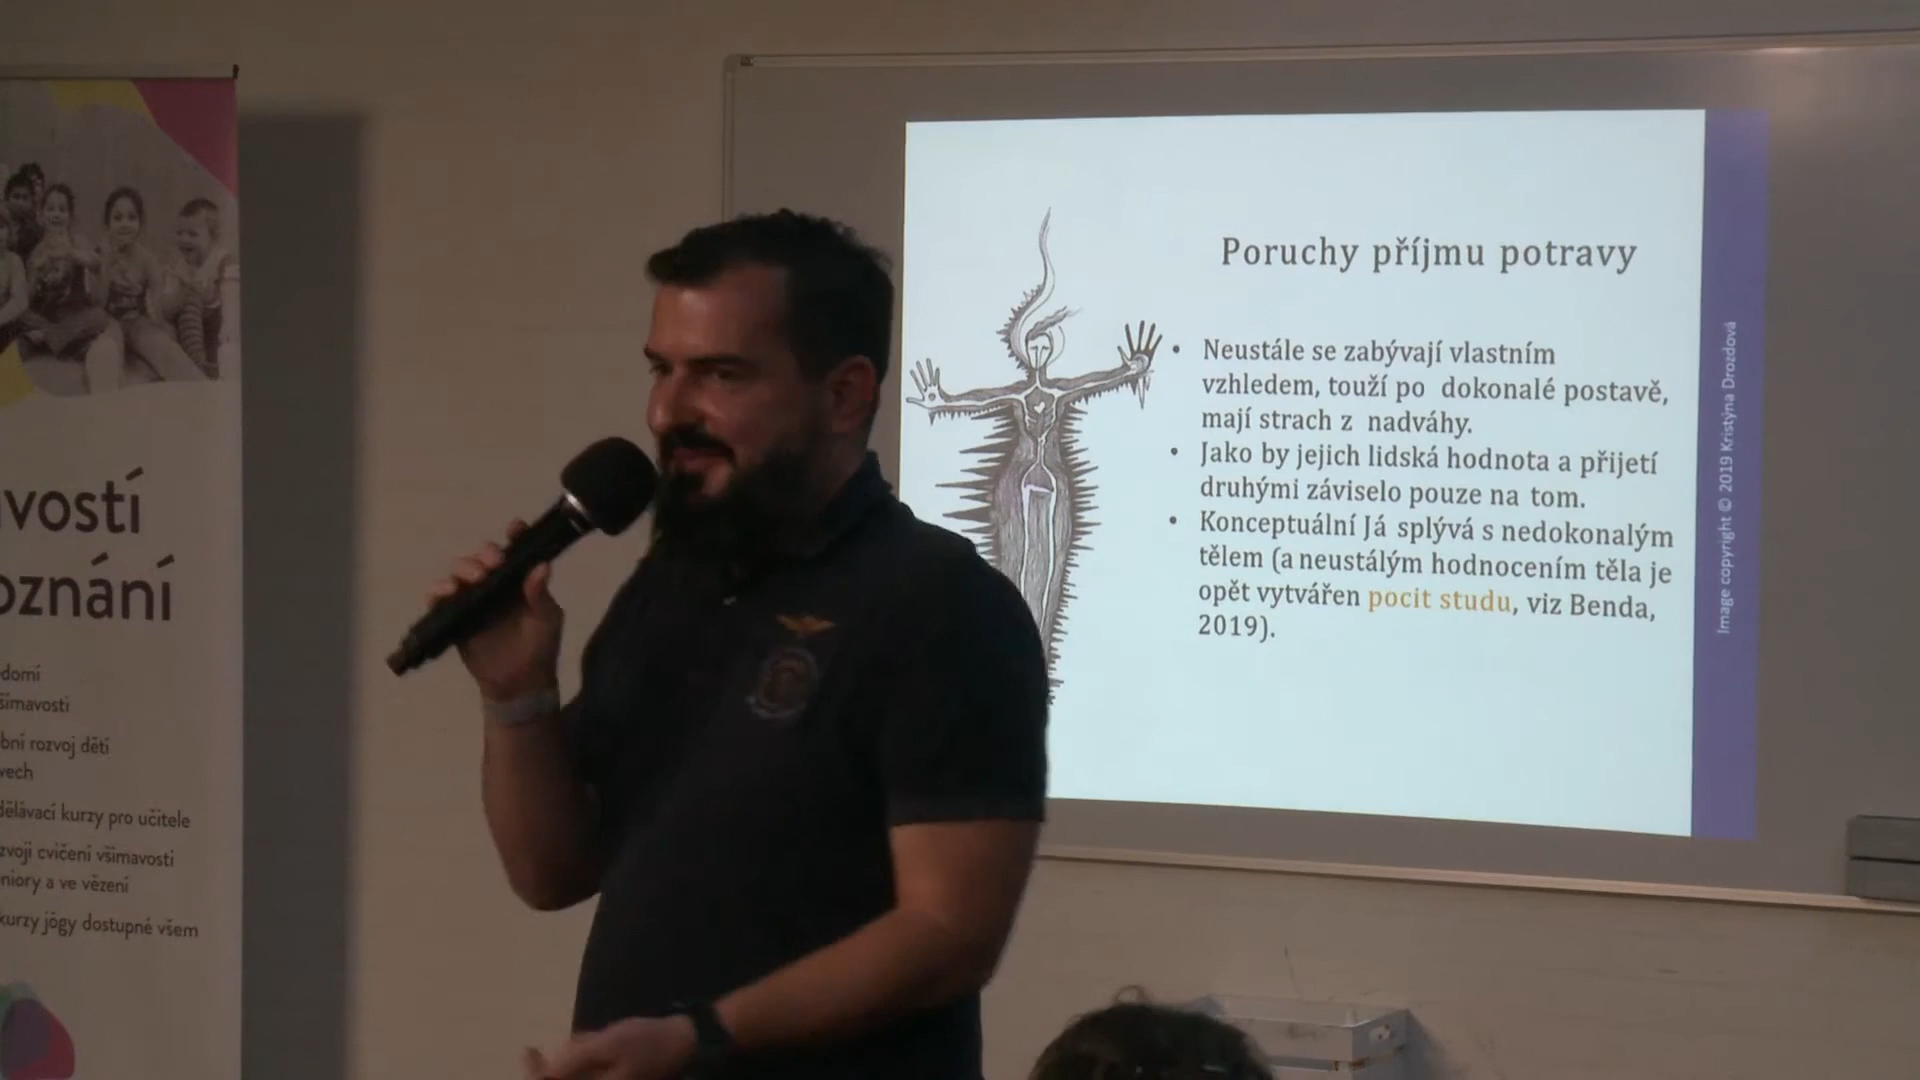 Poruchy příjmu potravy
• Neustále se zabývají vlastním
vzhledem, touží po dokonalé postavě,
mají strach z nadváhy.
• Jako by jejich lidská hodnota a přijetí
druhými záviselo pouze na tom.
• Konceptuální Já splývá s nedokonalým
tělem (a neustálým hodnocením těla je
opět vytvářen pocit studu, viz Benda,
2019).
Image copyright © 2019 Kristýna Drozdová
vostí
oznání
domí
šímavosti
bní rozvoj dětí
vech
dělávací kurzy pro učitele
zvoji cvičení všímavosti
niory a ve vězení
kurzy jógy dostupné všem